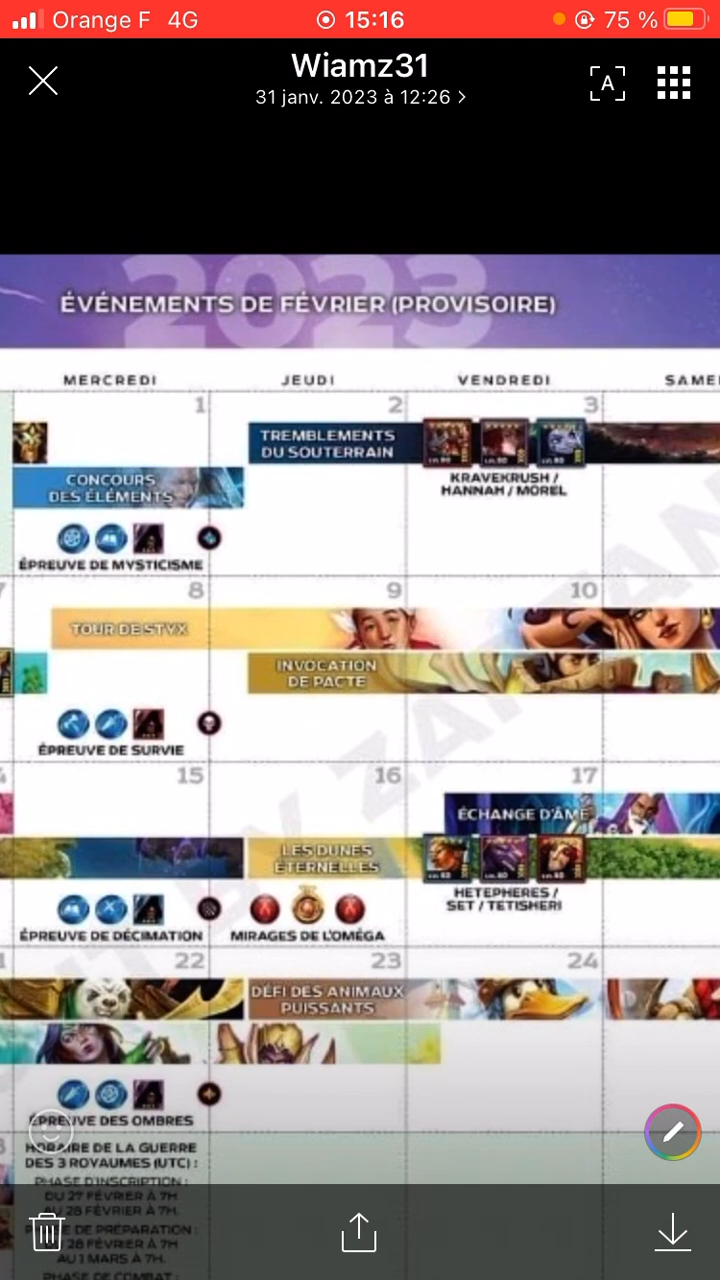 Orange F 4G 15:16 75 %
Wiamz31
31 janv. 2023 à 12:26
A
2023
ÉVÉNEMENTS DE FÉVRIER (PROVISOIRE)
MERCREDI JEUDI VENDREDI SAME
1 2 3
TREMBLEMENTS
DU SOUTERRAIN
CONCOURS
DES ÉLÉMENTS
KRAVEKRUSH /
HANNAH / MOREL
ÉPREUVE DE MYSTICISME
8 9 10
TOUR DE STYX
INVOCATION
DE PACTE
ÉPREUVE DE SURVIE
15 16 17
ÉCHANGE D'ÂME
LES DUNES
ÉTERNELLES
HETEPHERES /
SET / TETISHERI
ÉPREUVE DE DÉCIMATION MIRAGES DE L'OMÉGA
22 23 24
DÉFI DES ANIMAUX
PUISSANTS
ÉPREUVE DES OMBRES
HORAIRE DE LA GUERRE
DES 3 ROYAUMES (UTC) :
PHASE D'INSCRIPTION :
DU 27 FÉVRIER À 7H
AU 28 FÉVRIER À 7H.
DE PRÉPARATION :
28 FÉVRIER À 7H
AU 1 MARS À 7H.
PHASE DE COMBAT :